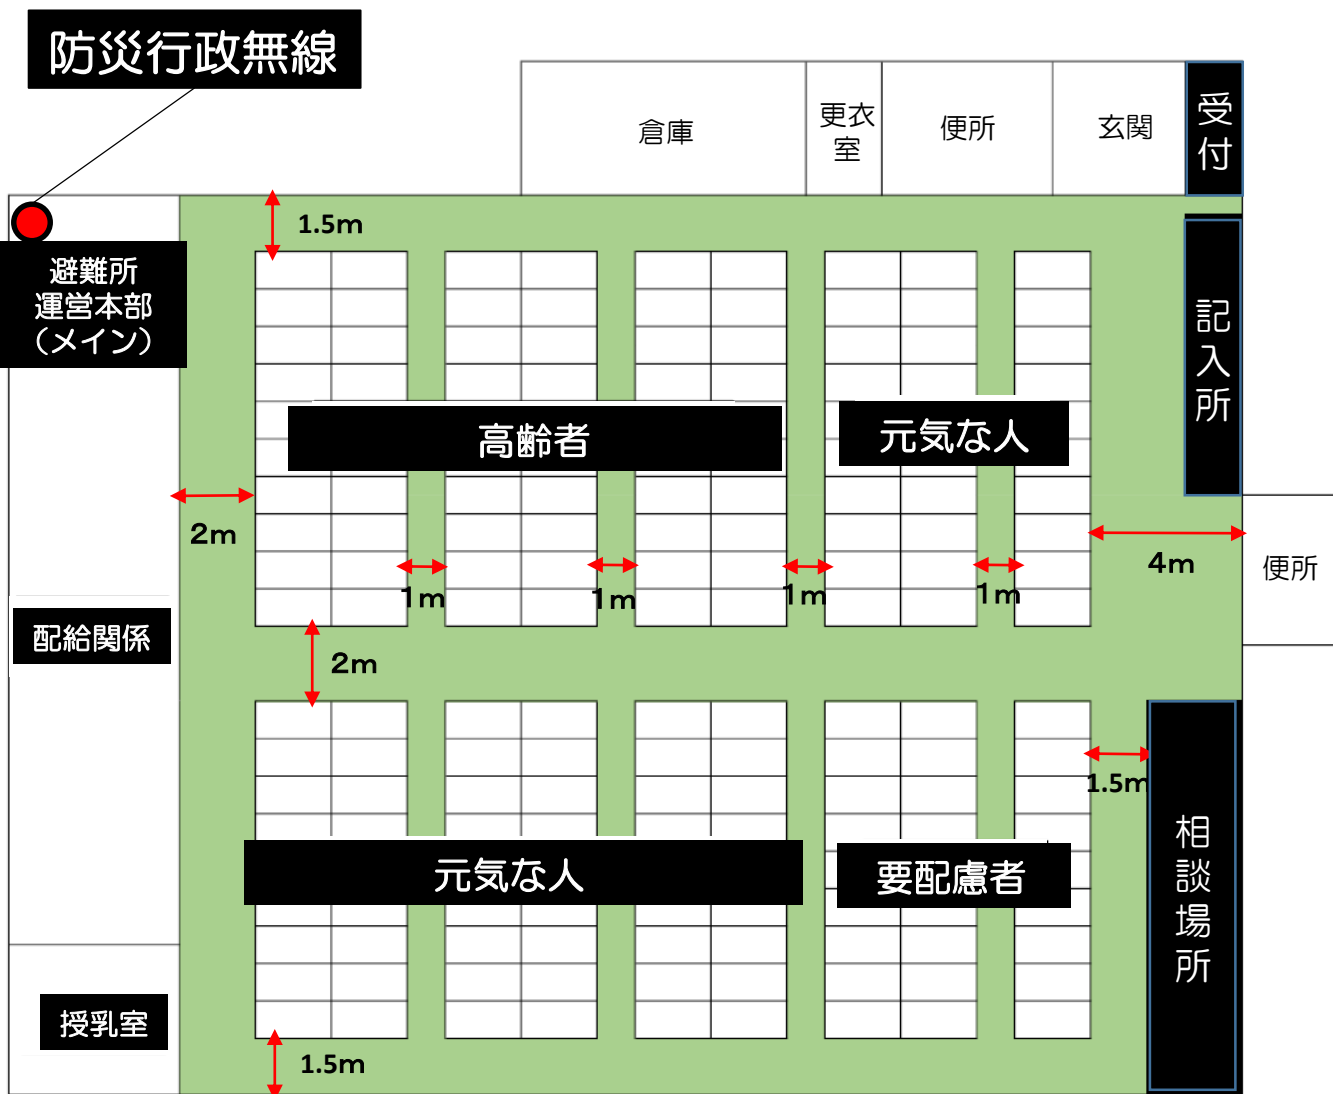 防災行政無線
倉庫
更衣
室
便所
玄関
受付
1.5m
避難所
運営本部
（メイン）
記入所
高齢者
元気な人
2m
4m
便所
1m
1m
1m
1m
配給関係
2m
1.5m
相談場所
元気な人
要配慮者
授乳室
1.5m